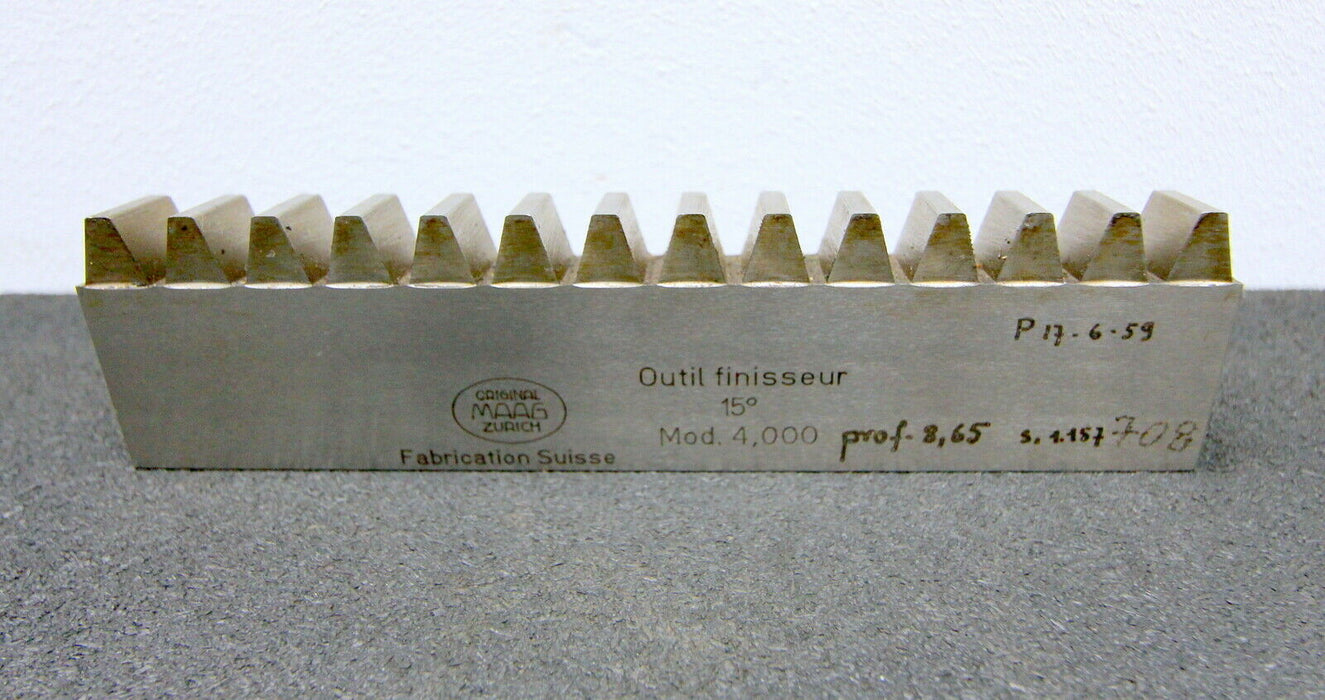 P 17-6-59
Outil finisseur
15°
Mod. 4,000 prof. 8,65 s. 1.157 708
ORIGINAL
MAAG
ZURICH
Fabrication Suisse